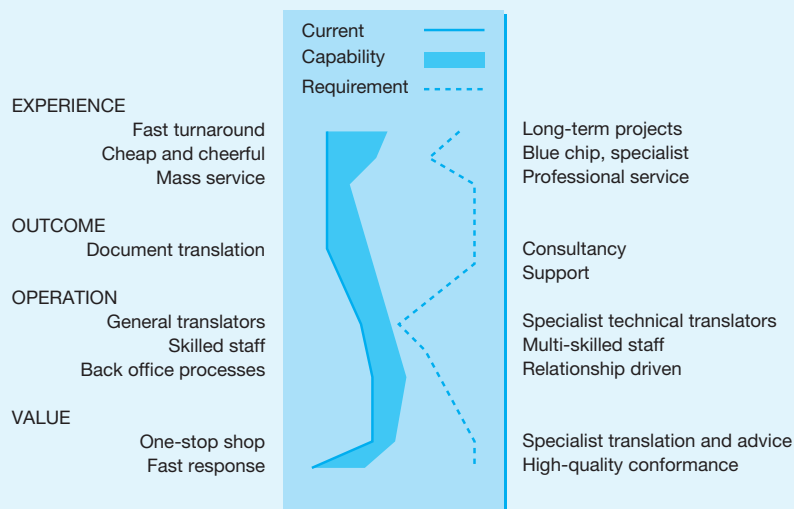 Current
Capability
Requirement
EXPERIENCE
Fast turnaround
Long-term projects
Cheap and cheerful
Blue chip, specialist
Mass service
Professional service
OUTCOME
Document translation
Consultancy
Support
OPERATION
General translators
Specialist technical translators
Skilled staff
Multi-skilled staff
Back office processes
Relationship driven
VALUE
One-stop shop
Specialist translation and advice
Fast response
High-quality conformance